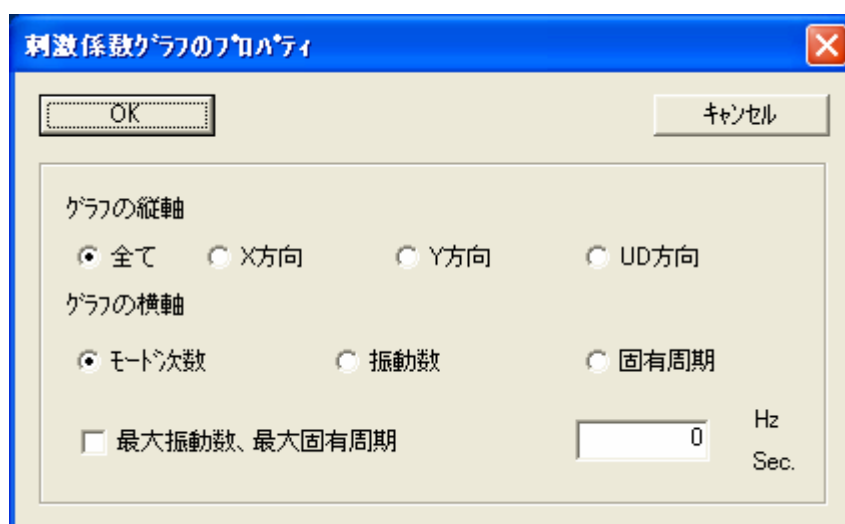 刺激係数グラフのプロパティ
OK キャンセル
グラフの縦軸
全て X方向 Y方向 UD方向
グラフの横軸
モード次数 振動数 固有周期
最大振動数、最大固有周期 0 Hz
Sec.